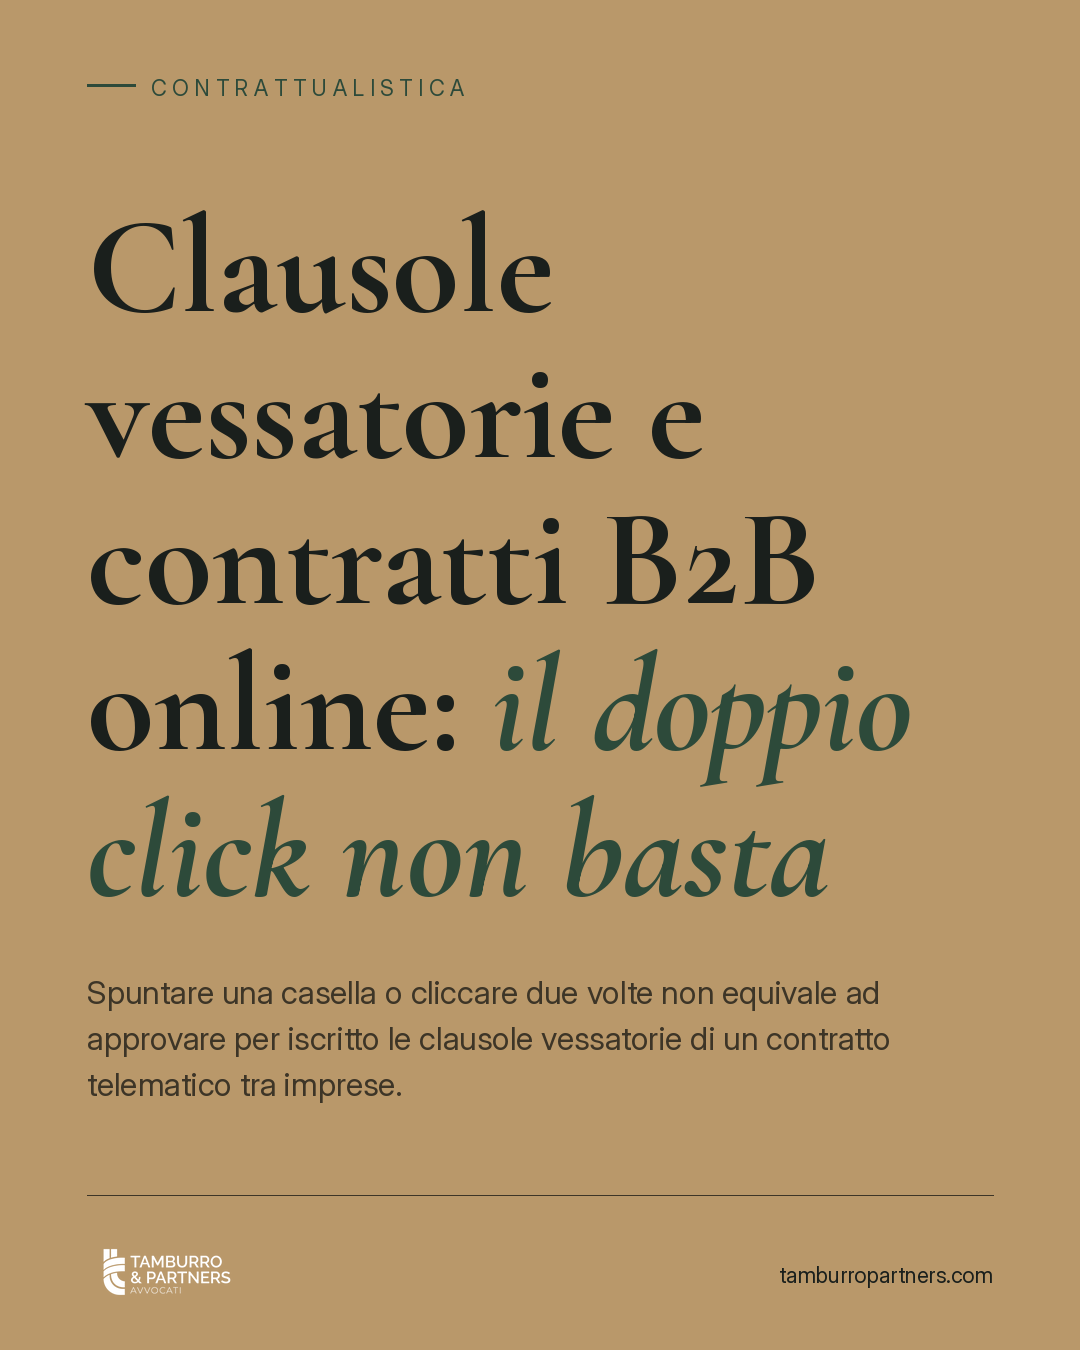 CONTRATTUALISTICA
Clausole
vessatorie e
contratti B2B
online: il doppio
click non basta
Spuntare una casella o cliccare due volte non equivale ad
approvare per iscritto le clausole vessatorie di un contratto
telematico tra imprese.
TAMBURRO
& PARTNERS
AVVOCATI
tamburropartners.com